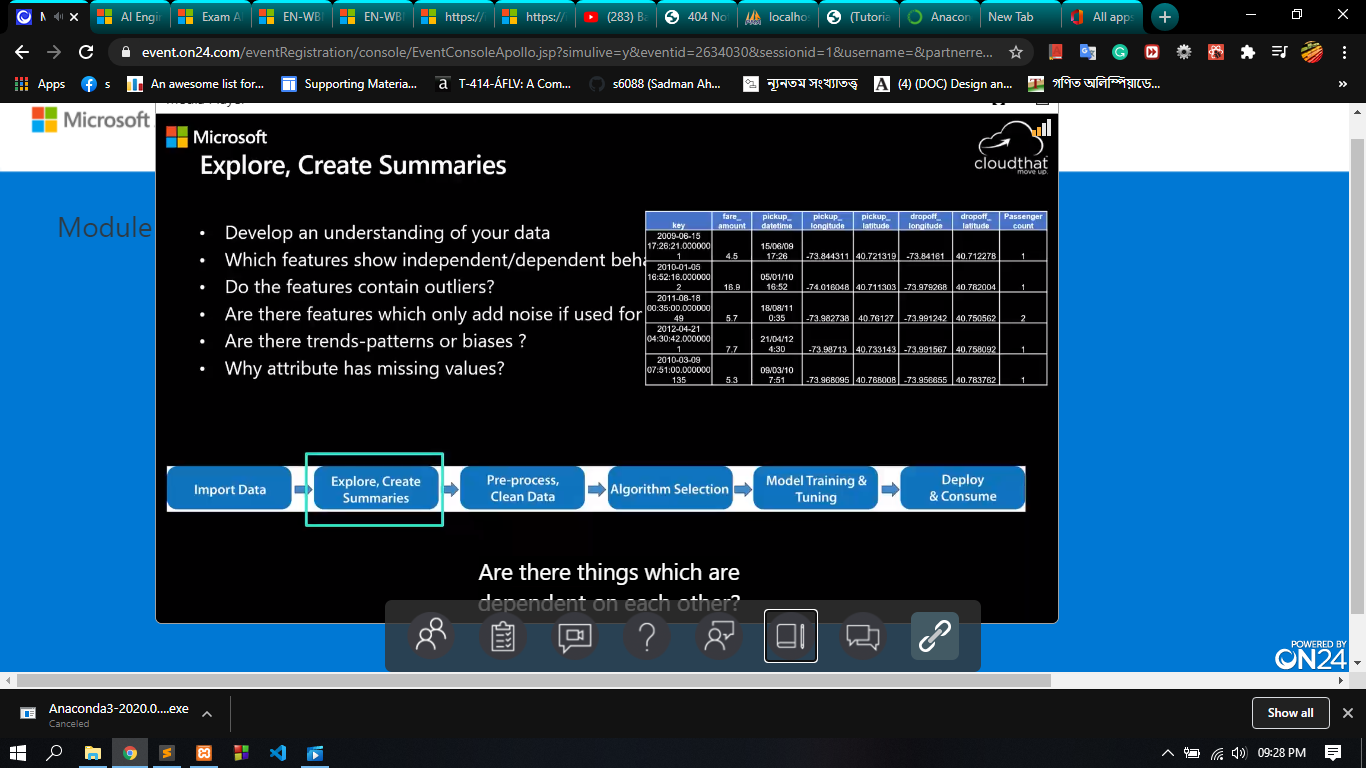 AI Engin
Exam A
EN-WB
EN-WB
https://
https://
(283) Ba
404 No
localhos
(Tutoria
Anacon
New Tab
All apps
event.on24.com/eventRegistration/console/EventConsoleApollo.jsp?simulive=y&eventid=2634030&sessionid=1&username=&partnerre...
Apps
s
An awesome list for...
Supporting Materia...
T-414-ÁFLV: A Com...
s6088 (Sadman Ah...
ন্যূনতম সংখ্যাতত্ত্ব
(4) (DOC) Design an...
গণিত অলিম্পিয়াডে...
»
Microsoft
Module
Microsoft
Explore, Create Summaries
cloudthat
move up.
• Develop an understanding of your data
• Which features show independent/dependent beha
• Do the features contain outliers?
• Are there features which only add noise if used for
• Are there trends-patterns or biases ?
• Why attribute has missing values?
key fare_amount pickup_datetime pickup_longitude pickup_latitude dropoff_longitude dropoff_latitude Passenger count
2009-06-15 17:26:21.0000001 4.5 15/06/09 17:26 -73.844311 40.721319 -73.84161 40.712278 1
2010-01-05 16:52:16.0000002 16.9 05/01/10 16:52 -74.016048 40.711303 -73.979268 40.782004 1
2011-08-18 00:35:00.00000049 5.7 18/08/11 0:35 -73.982738 40.76127 -73.991242 40.750562 2
2012-04-21 04:30:42.0000001 7.7 21/04/12 4:30 -73.98713 40.733143 -73.991567 40.758092 1
2010-03-09 07:51:00.000000135 5.3 09/03/10 7:51 -73.968095 40.768008 -73.956655 40.783762 1
Import Data
Explore, Create
Summaries
Pre-process,
Clean Data
Algorithm Selection
Model Training &
Tuning
Deploy
& Consume
Are there things which are
dependent on each other?
POWERED BY
ON24
Anaconda3-2020.0....exe
Canceled
Show all
09:28 PM